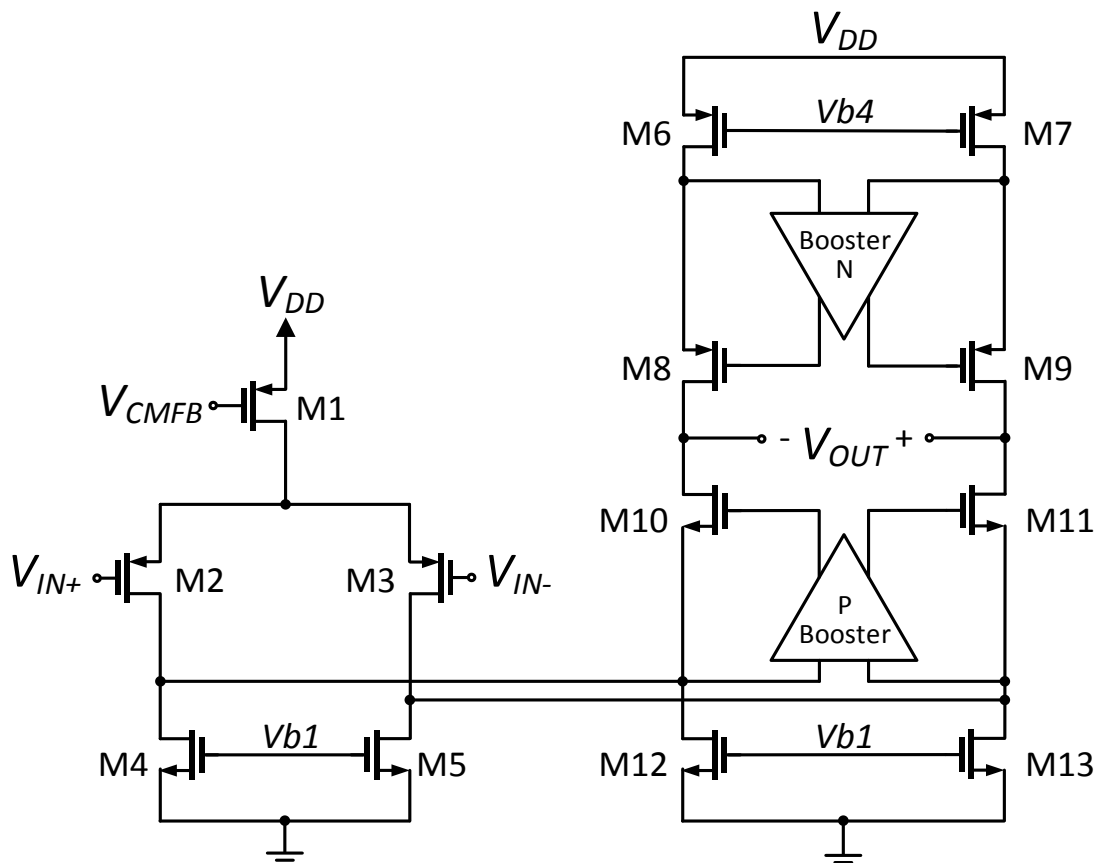 VDD
M6
Vb4
M7
Booster
N
VDD
M8
M9
VCMFB
M1
- VOUT +
M10
M11
VIN+
M2
M3
VIN-
P
Booster
M4
Vb1
M5
M12
Vb1
M13